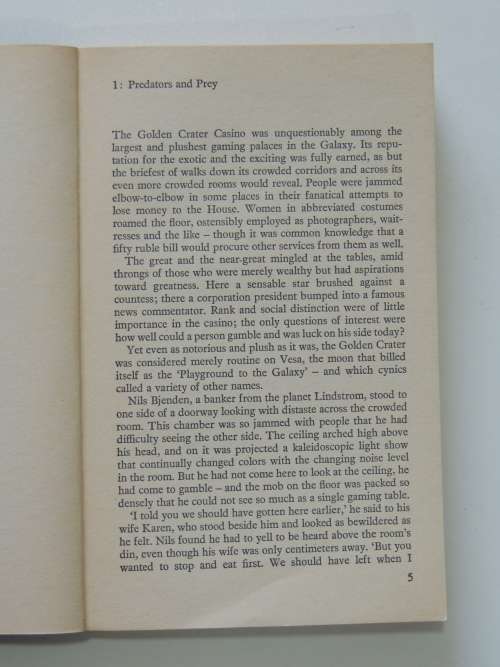 1: Predators and Prey
The Golden Crater Casino was unquestionably among the
largest and plushest gaming palaces in the Galaxy. Its repu-
tation for the exotic and the exciting was fully earned, as but
the briefest of walks down its crowded corridors and across its
even more crowded rooms would reveal. People were jammed
elbow-to-elbow in some places in their fanatical attempts to
lose money to the House. Women in abbreviated costumes
roamed the floor, ostensibly employed as photographers, wait-
resses and the like – though it was common knowledge that a
fifty ruble bill would procure other services from them as well.
The great and the near-great mingled at the tables, amid
throngs of those who were merely wealthy but had aspirations
toward greatness. Here a sensable star brushed against a
countess; there a corporation president bumped into a famous
news commentator. Rank and social distinction were of little
importance in the casino; the only questions of interest were
how well could a person gamble and was luck on his side today?
Yet even as notorious and plush as it was, the Golden Crater
was considered merely routine on Vesa, the moon that billed
itself as the ‘Playground to the Galaxy’ – and which cynics
called a variety of other names.
Nils Bjenden, a banker from the planet Lindstrom, stood to
one side of a doorway looking with distaste across the crowded
room. This chamber was so jammed with people that he had
difficulty seeing the other side. The ceiling arched high above
his head, and on it was projected a kaleidoscopic light show
that continually changed colors with the changing noise level
in the room. But he had not come here to look at the ceiling, he
had come to gamble – and the mob on the floor was packed so
densely that he could not see so much as a single gaming table.
‘I told you we should have gotten here earlier,’ he said to his
wife Karen, who stood beside him and looked as bewildered as
he felt. Nils found he had to yell to be heard above the room’s
din, even though his wife was only centimeters away. ‘But you
wanted to stop and eat first. We should have left when I
5